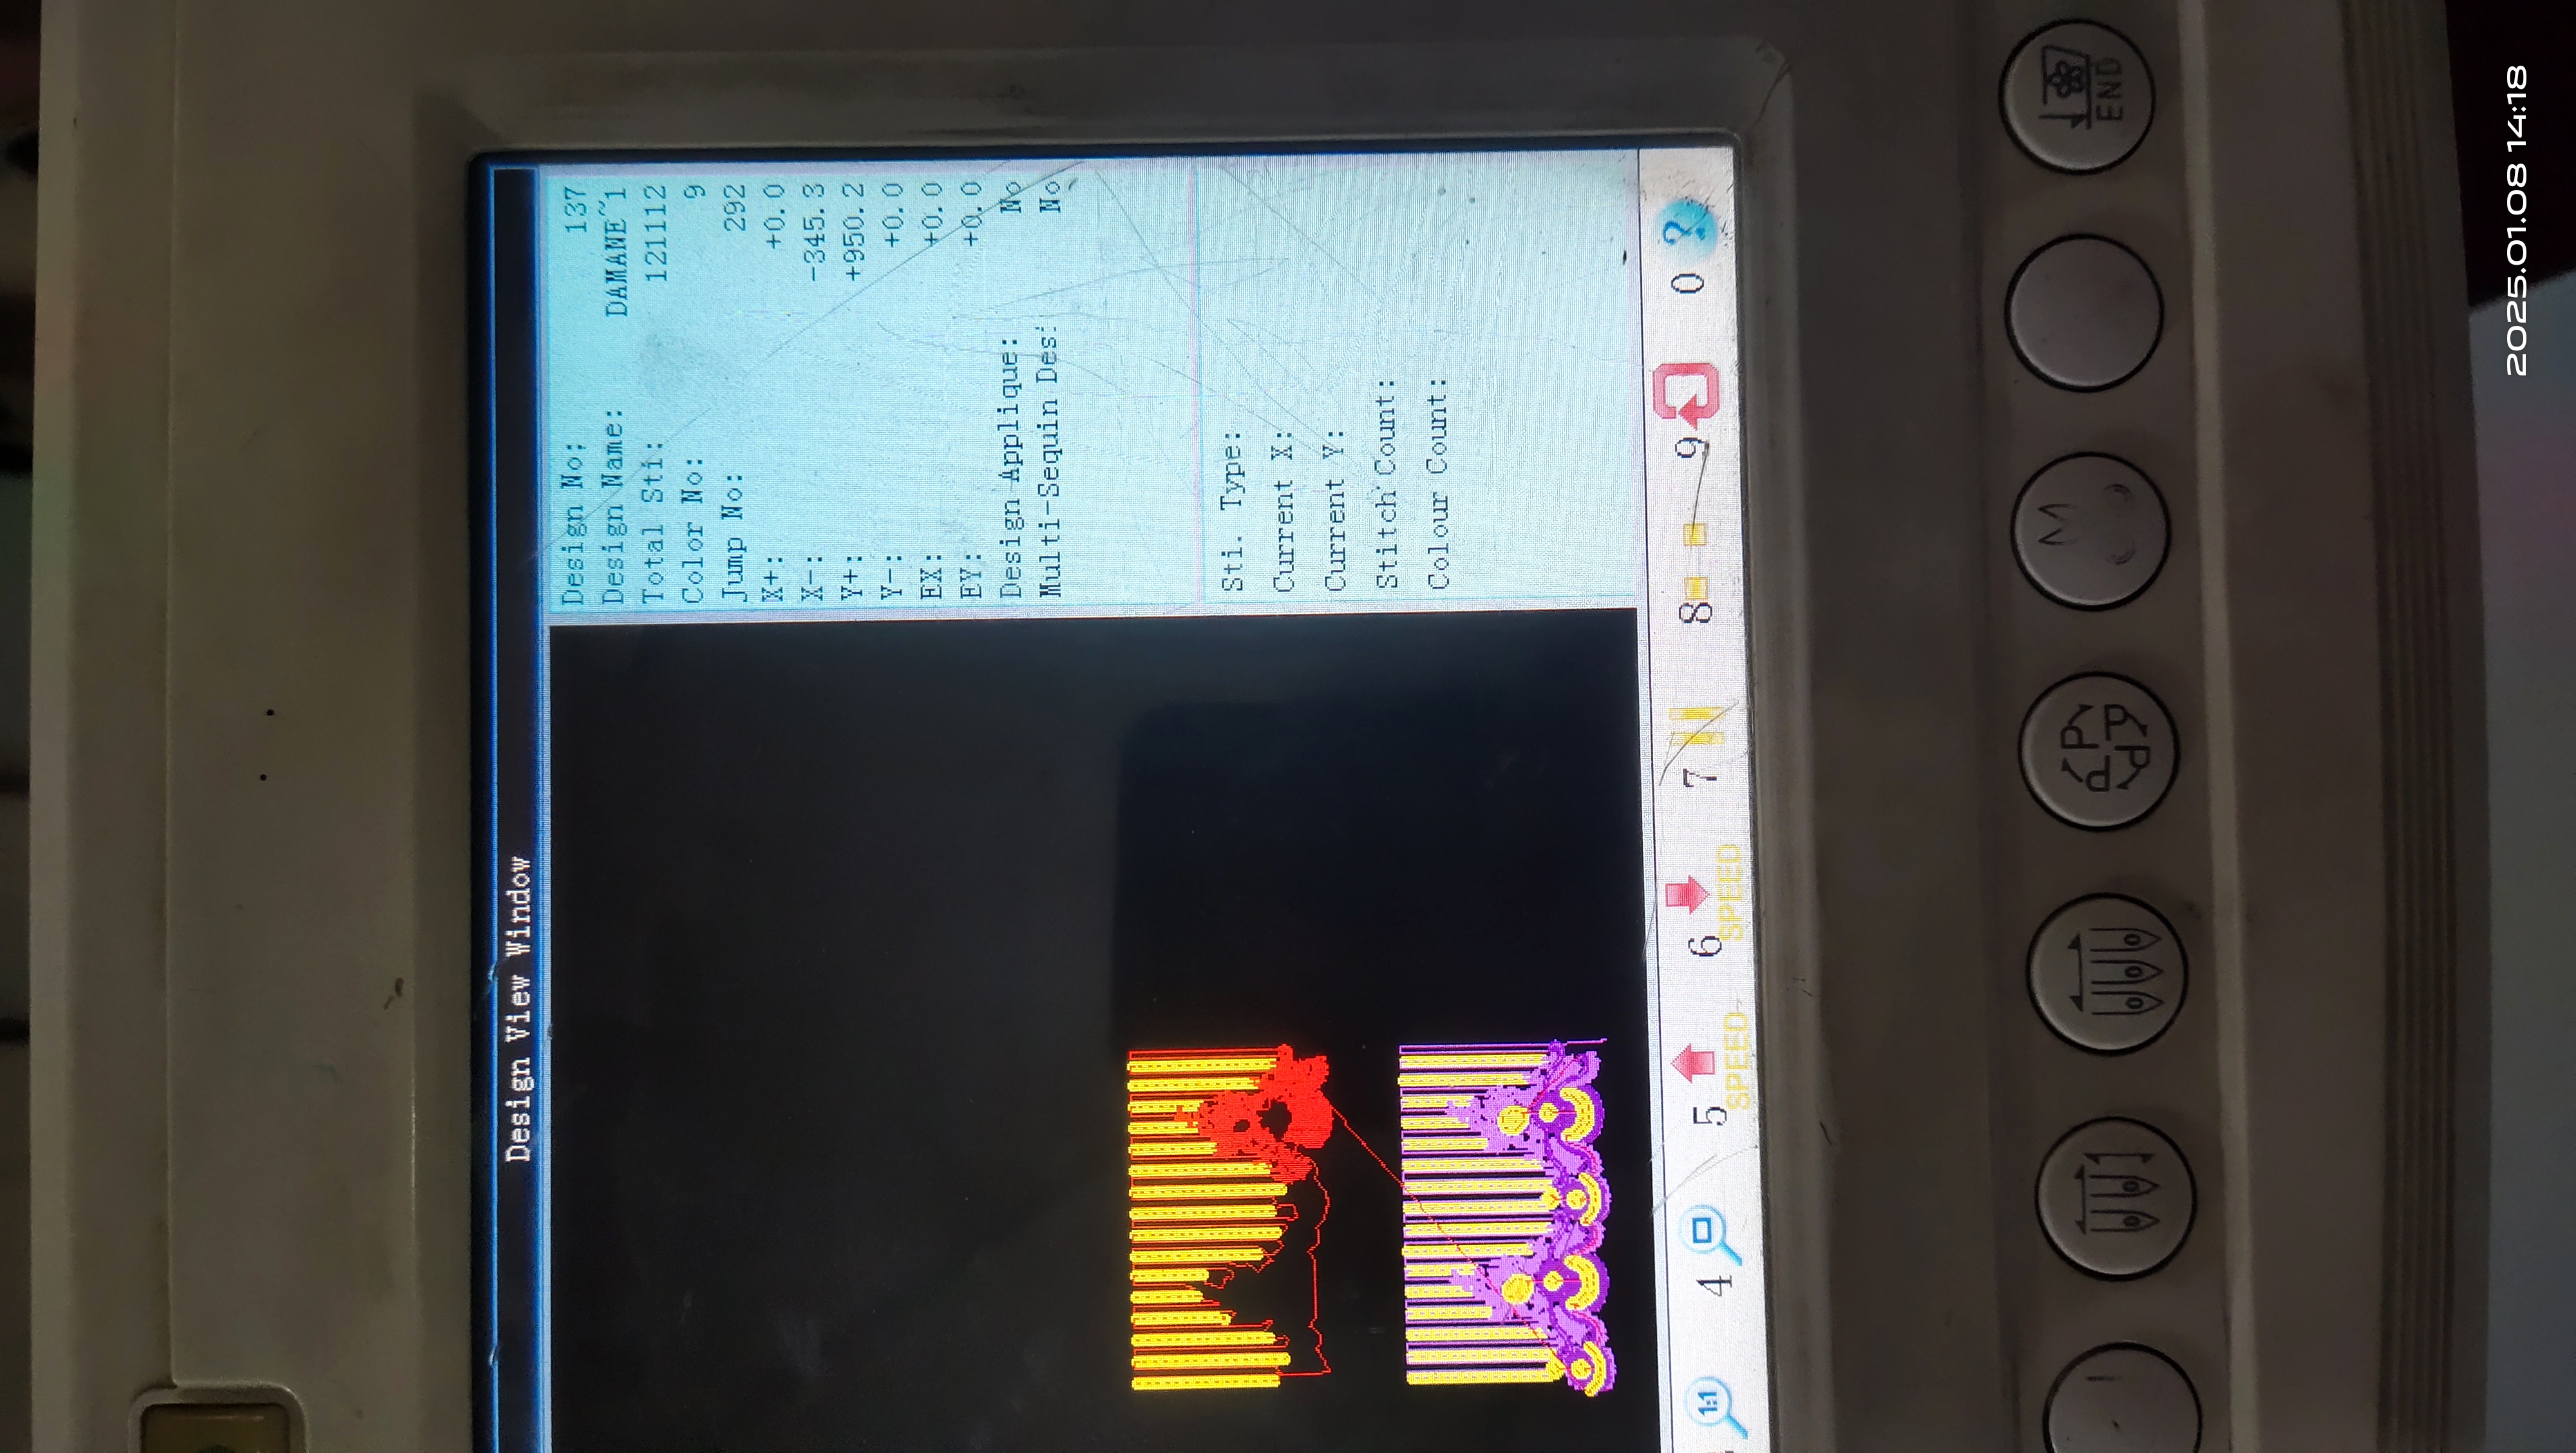 Design View Window
Design No: 137
Design Name: DAMANE~1
Total Sti: 121112
Color No: 9
Jump No: 292
X+: +0.0
X-: -345.3
Y+: +950.2
Y-: +0.0
EX: +0.0
EY: +0.0
Design Applique: No
Multi-Sequin Des: No
Sti. Type:
Current X:
Current Y:
Stitch Count:
Colour Count:
1:1 4 5 SPEED 6 SPEED 7 8 9 0 ?
P P P P M END
2025.01.08 14:18